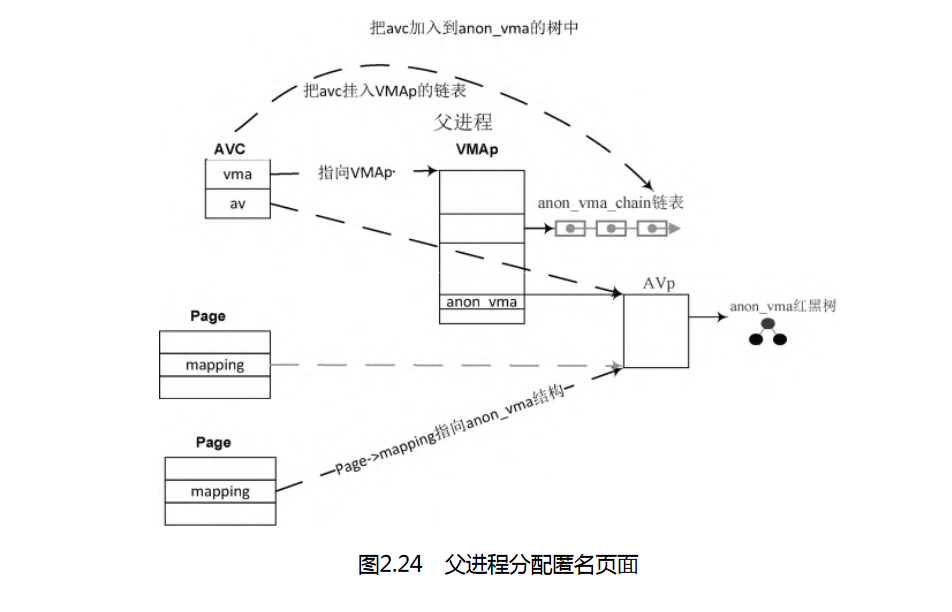 把avc加入到anon_vma的树中
把avc挂入VMAp的链表
父进程
AVC
VMAp
vma
指向VMAp
av
anon_vma_chain链表
AVp
anon_vma
anon_vma红黑树
Page
mapping
Page->mapping指向anon_vma结构
Page
mapping
图2.24 父进程分配匿名页面